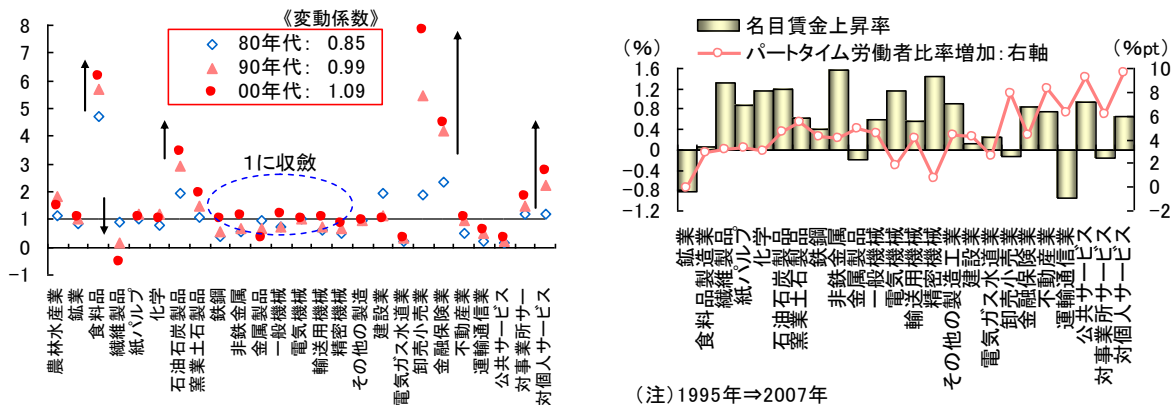 《変動係数》
80年代： 0.85
90年代： 0.99
00年代： 1.09
1に収斂
8
7
6
5
4
3
2
1
0
−1
農林水産業
鉱業
食料品
繊維製品
紙パルプ
化学
石油石炭製品
窯業土石製品
鉄鋼
非鉄金属
金属製品
一般機械
電気機械
輸送用機械
精密機械
その他の製造
建設業
電気ガス水道業
卸売小売業
金融保険業
不動産業
運輸通信業
公共サービス
対事業所サー
対個人サービス
名目賃金上昇率
パートタイム労働者比率増加：右軸
（％）
（％pt）
1.6
1.2
0.8
0.4
0
−0.4
−0.8
−1.2
10
8
6
4
2
0
−2
鉱業
食料品製造業
繊維製品
紙パルプ
化学
石油石炭製品
窯業土石製品
鉄鋼
非鉄金属
金属製品
一般機械
電気機械
輸送用機械
精密機械
その他の製造工業
建設業
電気ガス水道業
卸売小売業
金融保険業
不動産業
運輸通信業
公共サービス
対事業所サービス
対個人サービス
（注）1995年⇒2007年